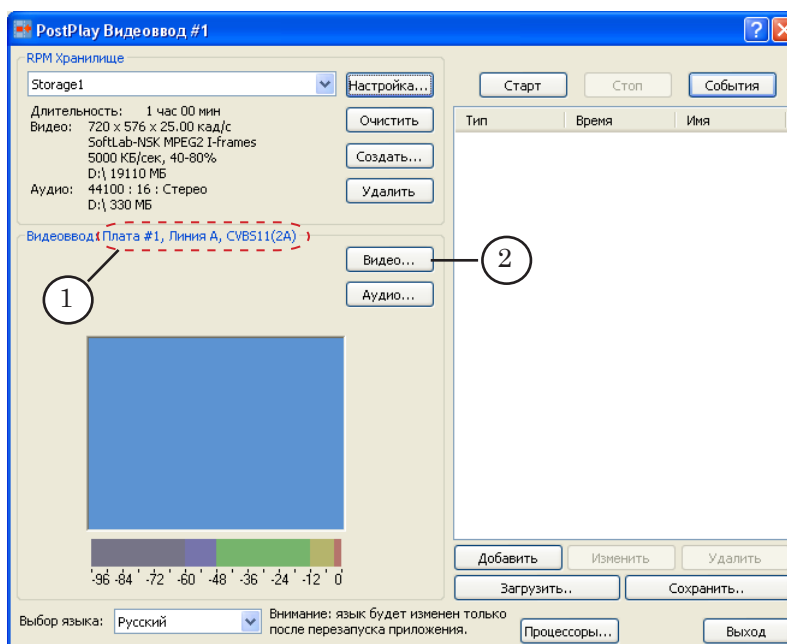 PostPlay Видеоввод #1
RPM Хранилище
Storage1
Настройка...
Длительность: 1 час 00 мин
Видео: 720 x 576 x 25.00 кад/с
SoftLab-NSK MPEG2 I-frames
5000 КБ/сек, 40-80%
D:\ 19110 МБ
Аудио: 44100 : 16 : Стерео
D:\ 330 МБ
Очистить
Создать...
Удалить
Видеоввод: Плата #1, Линия A, CVBS11(2A)
Видео...
Аудио...
1
2
-96 -84 -72 -60 -48 -36 -24 -12 0
Выбор языка: Русский
Внимание: язык будет изменен только
после перезапуска приложения.
Старт Стоп События
Тип Время Имя
Добавить Изменить Удалить
Загрузить.. Сохранить..
Процессоры... Выход